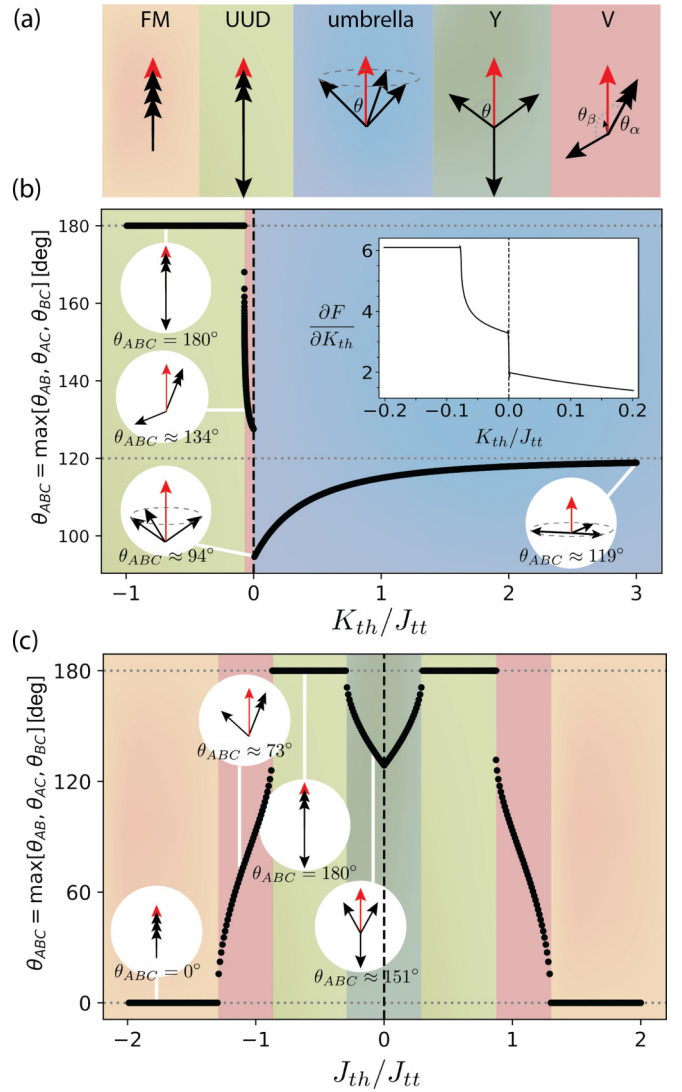 (a)
FM UUD umbrella Y V
θ θ θβ θα
(b)
θABC = max[θAB, θAC, θBC] [deg]
180
160
140
120
100
θABC = 180°
θABC ≈ 134°
θABC ≈ 94°
θABC ≈ 119°
∂F
∂Kth
6
4
2
−0.2 −0.1 0.0 0.1 0.2
Kth/Jtt
−1 0 1 2 3
Kth/Jtt
(c)
θABC = max[θAB, θAC, θBC] [deg]
180
120
60
0
θABC ≈ 73°
θABC = 180°
θABC = 0°
θABC ≈ 151°
−2 −1 0 1 2
Jth/Jtt